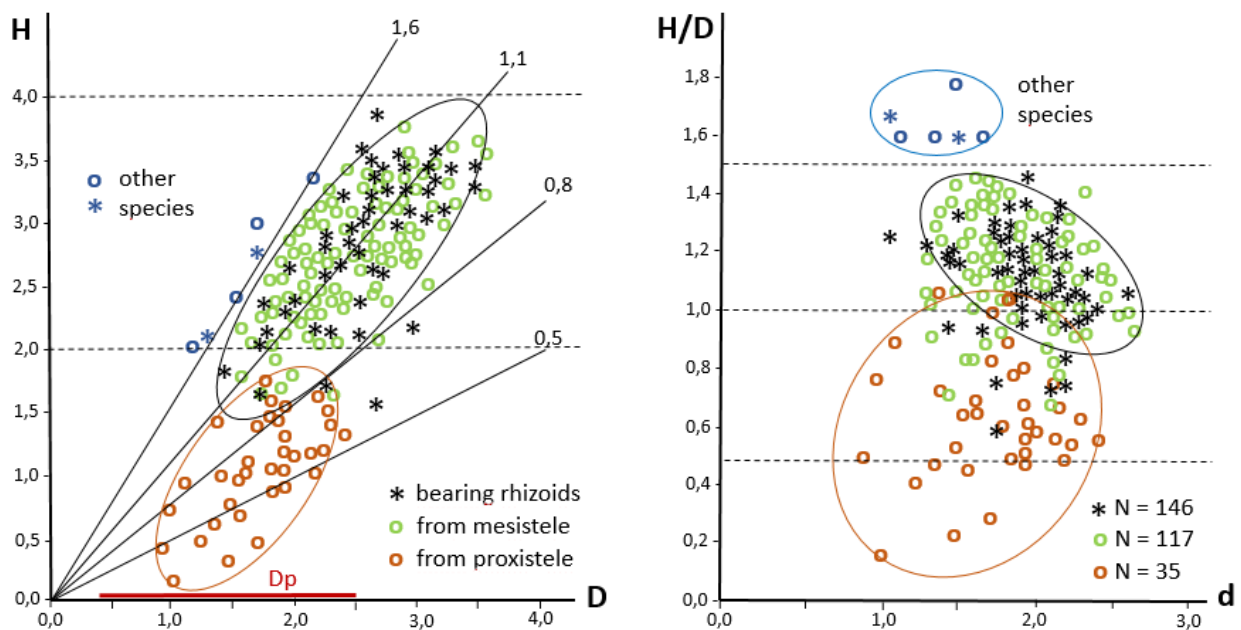 H
1,6
1,1
4,0
3,5
0,8
o other
* species
3,0
2,5
2,0
0,5
1,5
1,0
* bearing rhizoids
o from mesistele
o from proxistele
0,5
Dp
0,0
D
0,0 1,0 2,0 3,0 4,0
H/D
1,8
other
species
1,6
1,4
1,2
1,0
0,8
0,6
0,4
* N = 146
0,2
o N = 117
o N = 35
0,0
d
0,0 1,0 2,0 3,0